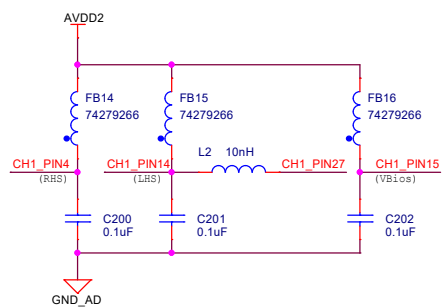 AVDD2
FB14
74279266
FB15
74279266
FB16
74279266
L2 10nH
CH1_PIN4
(RHS)
CH1_PIN14
(LHS)
CH1_PIN27
CH1_PIN15
(VBios)
C200
0.1uF
C201
0.1uF
C202
0.1uF
GND_AD